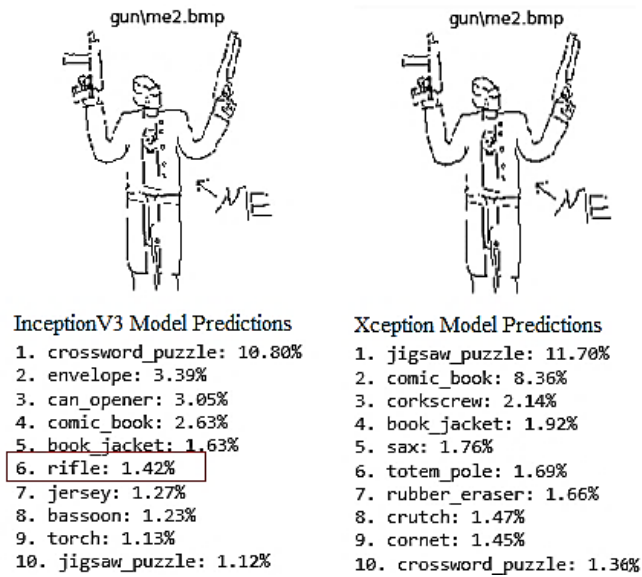 gun\me2.bmp
ME
InceptionV3 Model Predictions
1. crossword_puzzle: 10.80%
2. envelope: 3.39%
3. can_opener: 3.05%
4. comic_book: 2.63%
5. book_jacket: 1.63%
6. rifle: 1.42%
7. jersey: 1.27%
8. bassoon: 1.23%
9. torch: 1.13%
10. jigsaw_puzzle: 1.12%
gun\me2.bmp
ME
Xception Model Predictions
1. jigsaw_puzzle: 11.70%
2. comic_book: 8.36%
3. corkscrew: 2.14%
4. book_jacket: 1.92%
5. sax: 1.76%
6. totem_pole: 1.69%
7. rubber_eraser: 1.66%
8. crutch: 1.47%
9. cornet: 1.45%
10. crossword_puzzle: 1.36%